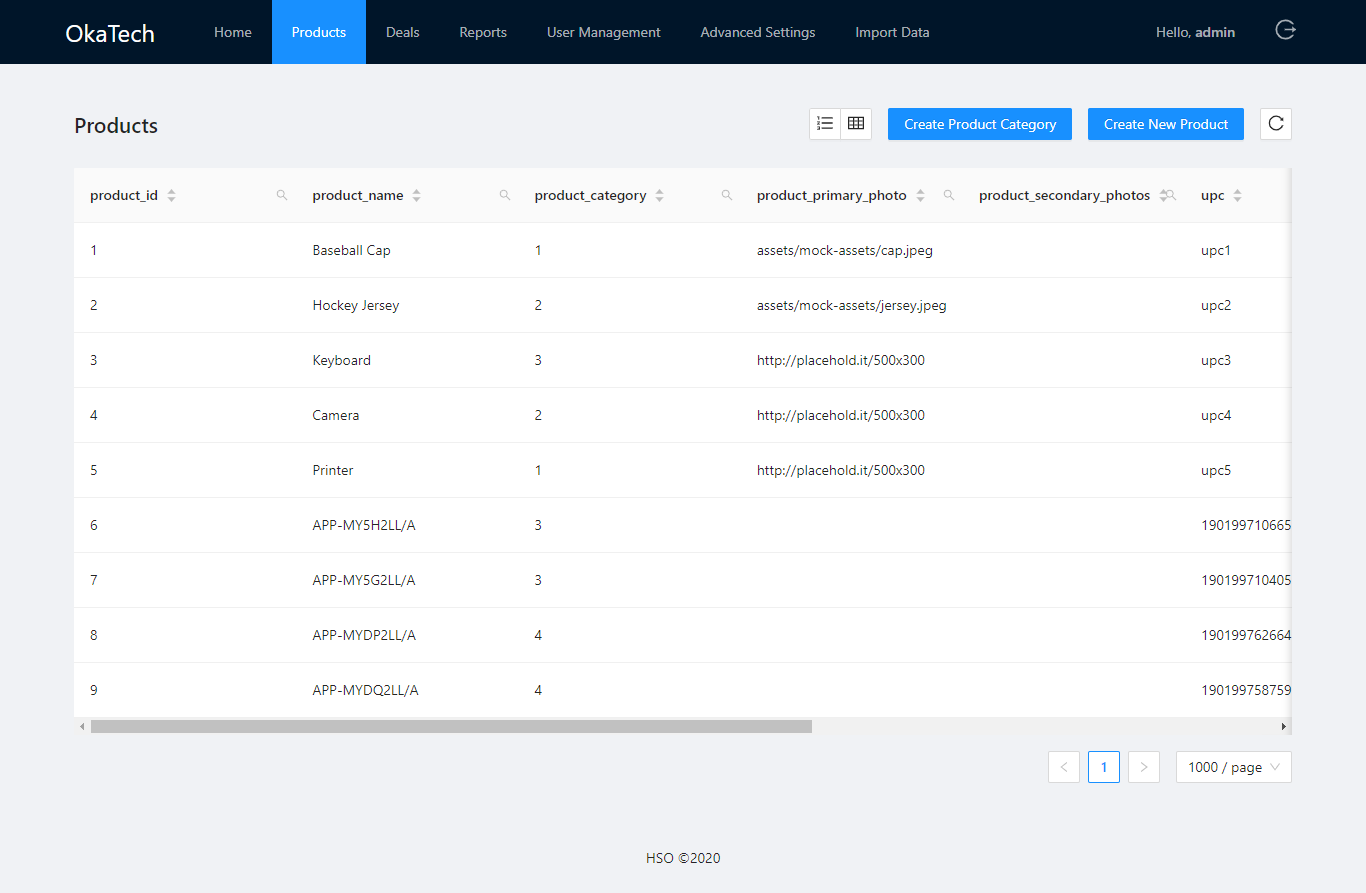 OkaTech Home Products Deals Reports User Management Advanced Settings Import Data Hello, admin
Products Create Product Category Create New Product
product_id product_name product_category product_primary_photo product_secondary_photos upc
1 Baseball Cap 1 assets/mock-assets/cap.jpeg upc1
2 Hockey Jersey 2 assets/mock-assets/jersey.jpeg upc2
3 Keyboard 3 http://placehold.it/500x300 upc3
4 Camera 2 http://placehold.it/500x300 upc4
5 Printer 1 http://placehold.it/500x300 upc5
6 APP-MY5H2LL/A 3 190199710665
7 APP-MY5G2LL/A 3 190199710405
8 APP-MYDP2LL/A 4 190199762664
9 APP-MYDQ2LL/A 4 190199758759
< 1 > 1000 / page
HSO ©2020